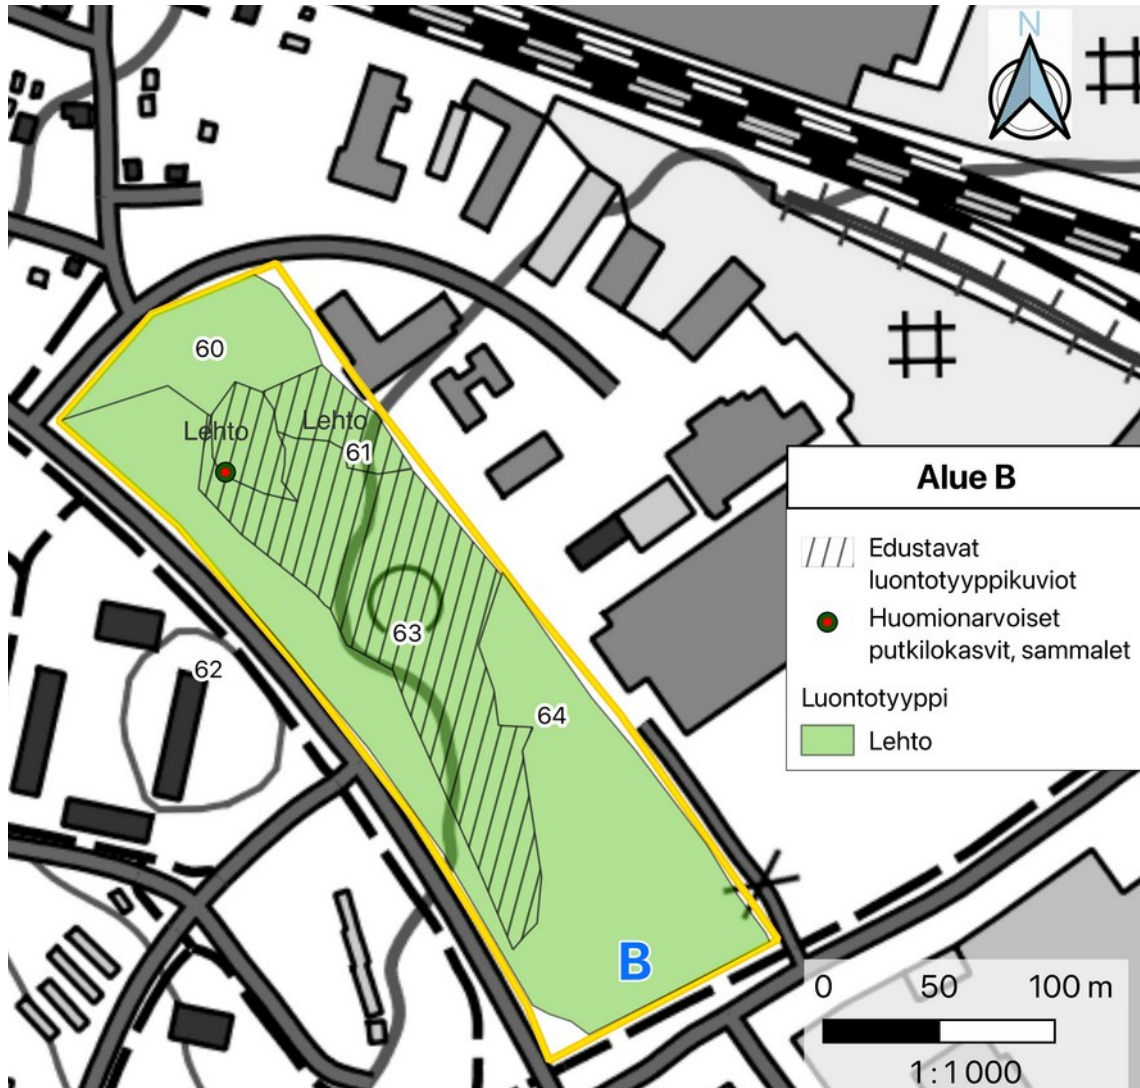 N
60
Lehto
Lehto
61
63
62
64
B
Alue B
Edustavat
luontotyyppikuviot
Huomionarvoiset
putkilokasvit, sammalet
Luontotyyppi
Lehto
0 50 100 m
1 : 1 000